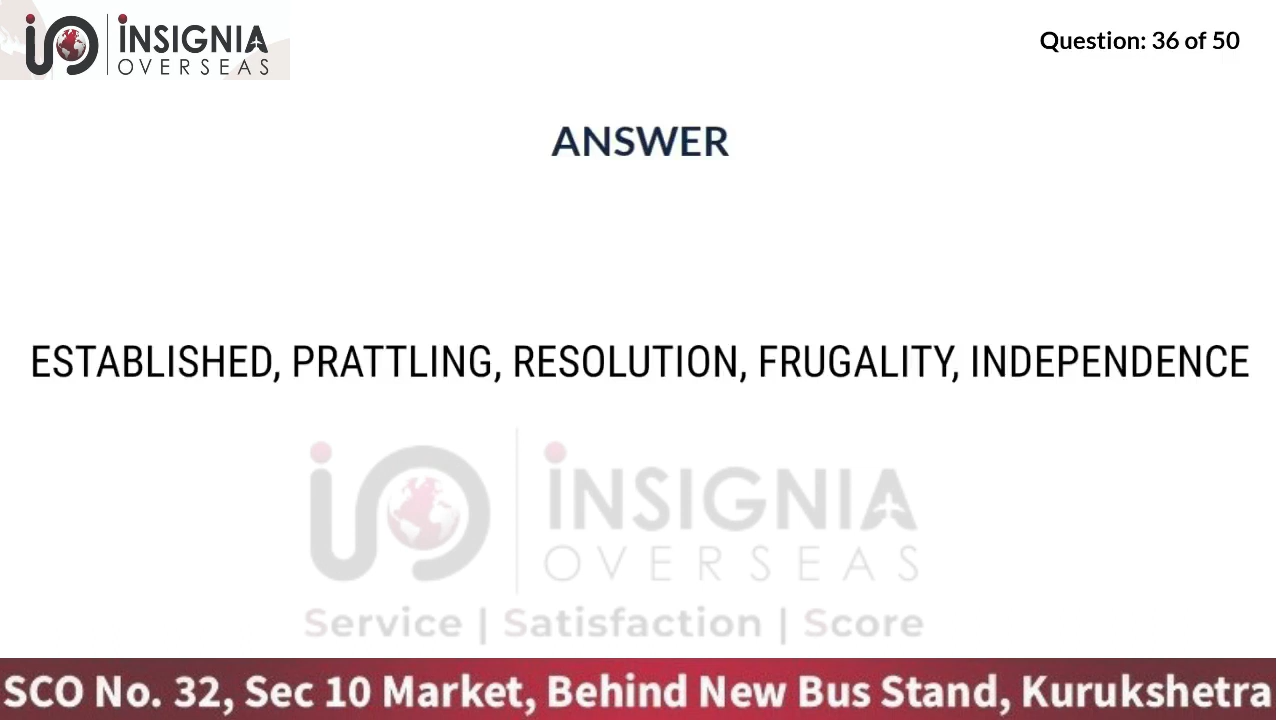 INSIGNIA
OVERSEAS
Question: 36 of 50
ANSWER
ESTABLISHED, PRATTLING, RESOLUTION, FRUGALITY, INDEPENDENCE
INSIGNIA
OVERSEAS
Service | Satisfaction | Score
SCO No. 32, Sec 10 Market, Behind New Bus Stand, Kurukshetra